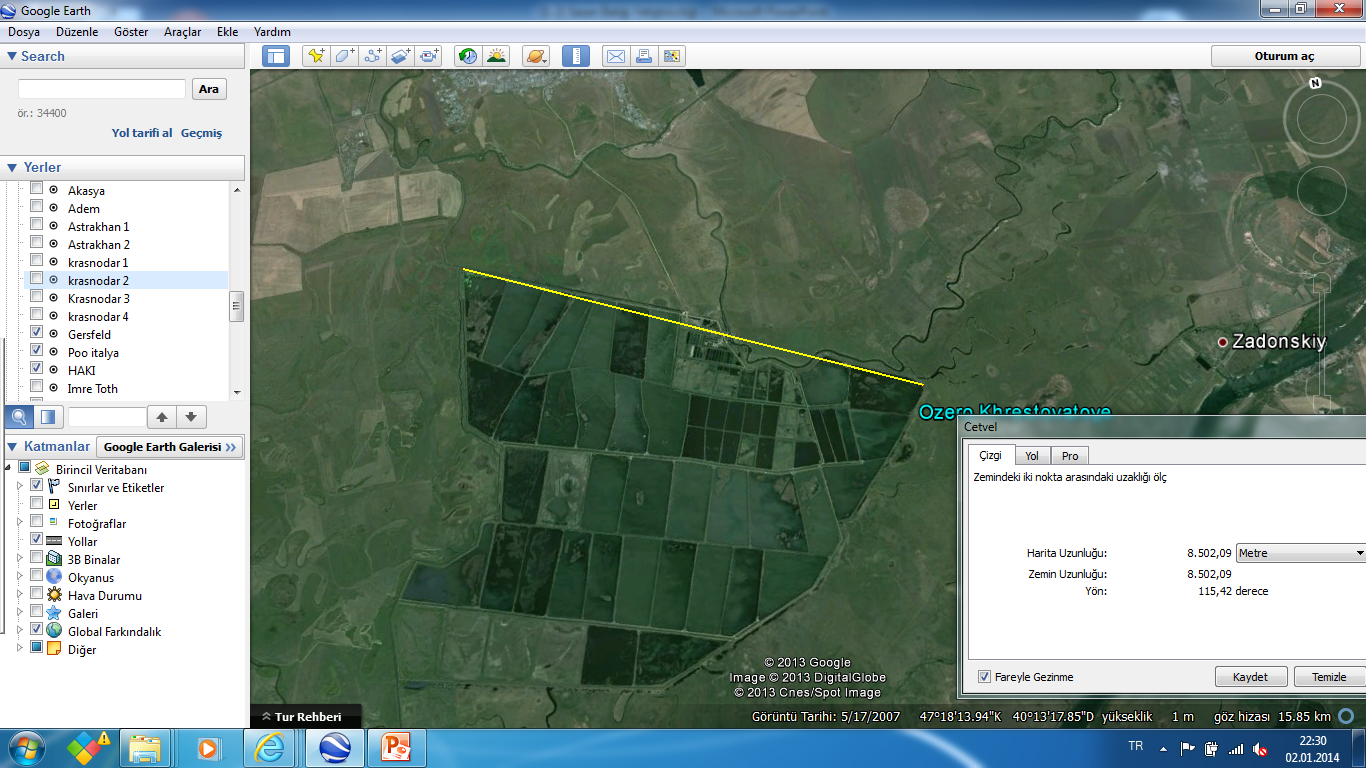 Google Earth
Dosya Düzenle Göster Araçlar Ekle Yardım
Search
Ara
ör.: 34400
Yol tarifi al Geçmiş
Yerler
Akasya
Adem
Astrakhan 1
Astrakhan 2
krasnodar 1
krasnodar 2
Krasnodar 3
krasnodar 4
Gersfeld
Poo italya
HAKI
Imre Toth
Katmanlar Google Earth Galerisi >>
Birincil Veritabanı
Sınırlar ve Etiketler
Yerler
Fotoğraflar
Yollar
3B Binalar
Okyanus
Hava Durumu
Galeri
Global Farkındalık
Diğer
Oturum aç
N
Zadonskiy
Ozero Khrestovatoye
Cetvel
Çizgi Yol Pro
Zemindeki iki nokta arasındaki uzaklığı ölç
Harita Uzunluğu: 8.502,09 Metre
Zemin Uzunluğu: 8.502,09
Yön: 115,42 derece
Fareyle Gezinme Kaydet Temizle
© 2013 Google
Image © 2013 DigitalGlobe
© 2013 Cnes/Spot Image
Tur Rehberi
Görüntü Tarihi: 5/17/2007 47°18'13.94"K 40°13'17.85"D yükseklik 1 m göz hizası 15.85 km
TR
22:30
02.01.2014